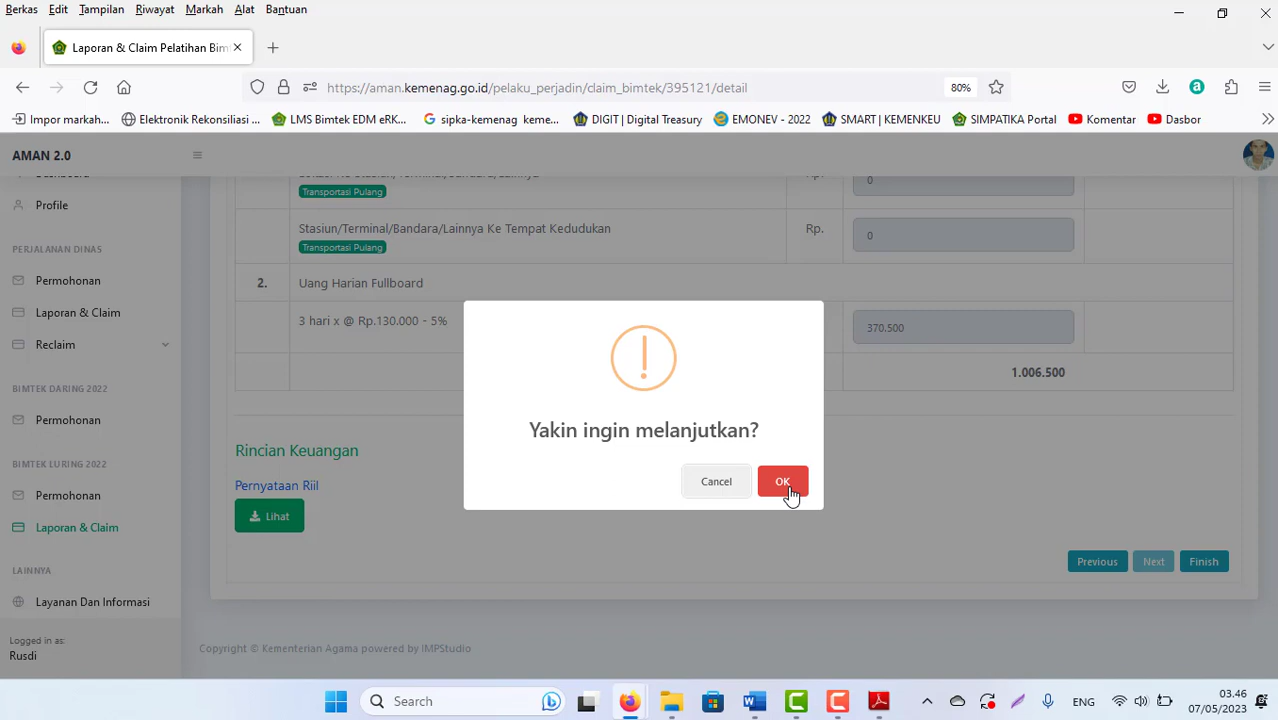 Berkas Edit Tampilan Riwayat Markah Alat Bantuan
Laporan & Claim Pelatihan Bim
https://aman.kemenag.go.id/pelaku_perjadin/claim_bimtek/395121/detail 80%
Impor markah... Elektronik Rekonsiliasi ... LMS Bimtek EDM eRK... sipka-kemenag keme... DIGIT | Digital Treasury EMONEV - 2022 SMART | KEMENKEU SIMPATIKA Portal Komentar Dasbor
AMAN 2.0
Profile
PERJALANAN DINAS
Permohonan
Laporan & Claim
Reclaim
BIMTEK DARING 2022
Permohonan
BIMTEK LURING 2022
Permohonan
Laporan & Claim
LAINNYA
Layanan Dan Informasi
Logged in as:
Rusdi
0
Transportasi Pulang
Stasiun/Terminal/Bandara/Lainnya Ke Tempat Kedudukan Rp. 0
Transportasi Pulang
2. Uang Harian Fullboard
3 hari x @ Rp.130.000 - 5% 370.500
1.006.500
Yakin ingin melanjutkan?
Cancel OK
Rincian Keuangan
Pernyataan Riil
Lihat
Previous Next Finish
Copyright © Kementerian Agama powered by IMPStudio
Search
ENG
03.46
07/05/2023